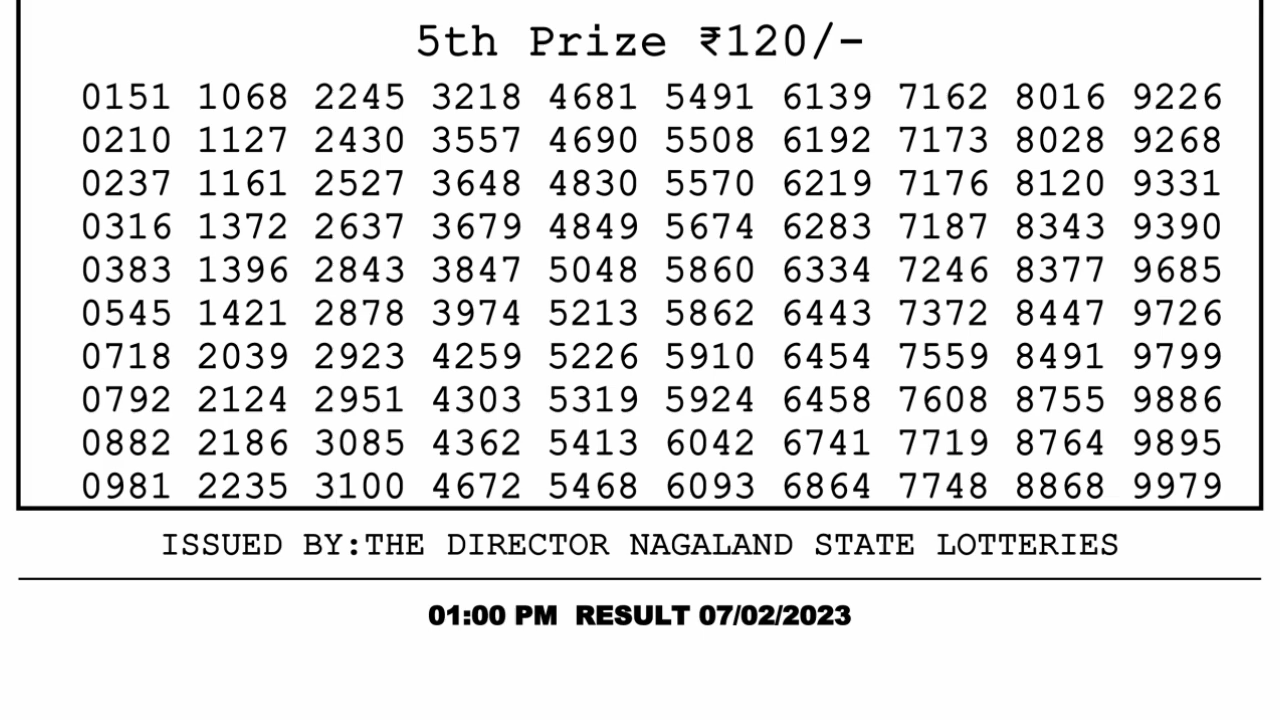 5th Prize ₹120/-
0151 1068 2245 3218 4681 5491 6139 7162 8016 9226
0210 1127 2430 3557 4690 5508 6192 7173 8028 9268
0237 1161 2527 3648 4830 5570 6219 7176 8120 9331
0316 1372 2637 3679 4849 5674 6283 7187 8343 9390
0383 1396 2843 3847 5048 5860 6334 7246 8377 9685
0545 1421 2878 3974 5213 5862 6443 7372 8447 9726
0718 2039 2923 4259 5226 5910 6454 7559 8491 9799
0792 2124 2951 4303 5319 5924 6458 7608 8755 9886
0882 2186 3085 4362 5413 6042 6741 7719 8764 9895
0981 2235 3100 4672 5468 6093 6864 7748 8868 9979
ISSUED BY:THE DIRECTOR NAGALAND STATE LOTTERIES
01:00 PM RESULT 07/02/2023